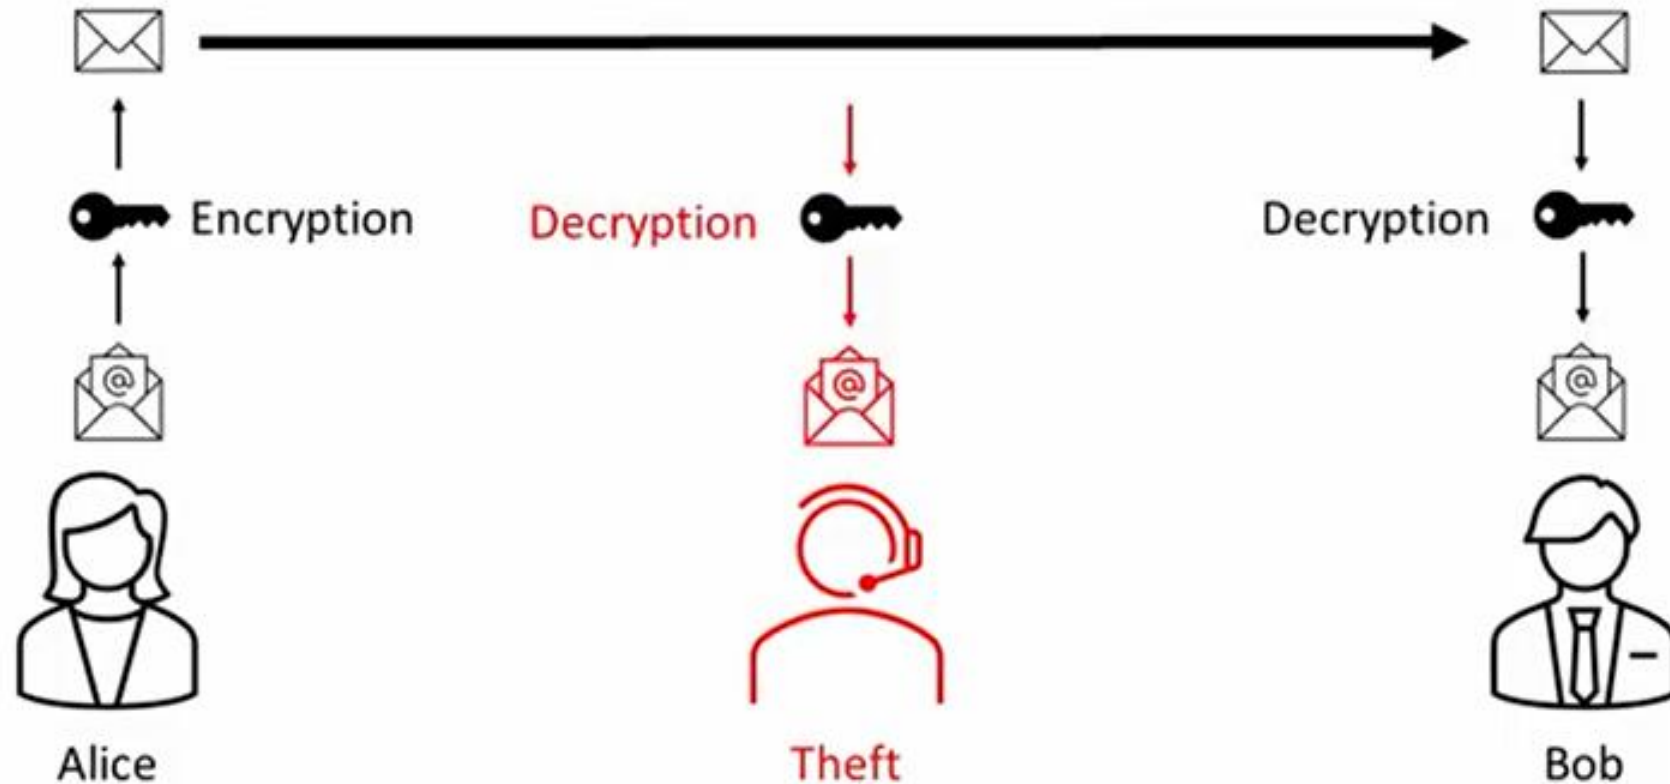 Encryption
Decryption
Decryption
@
@
@
Alice
Theft
Bob